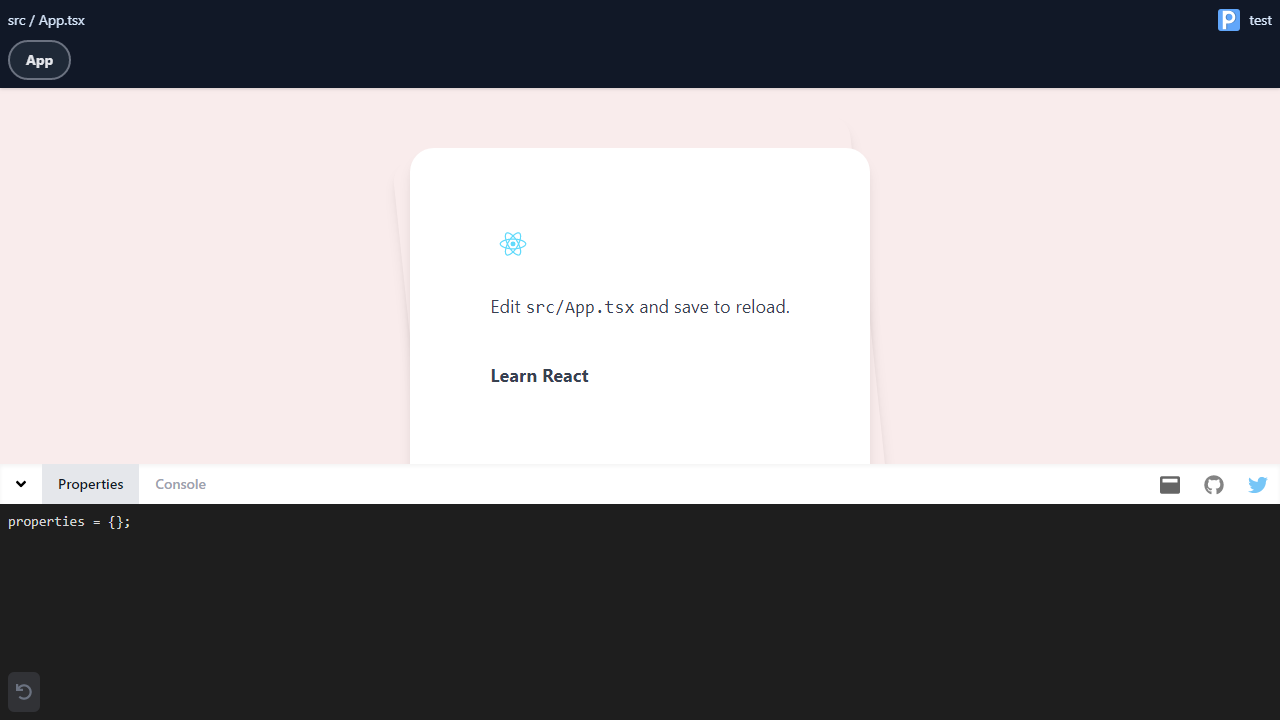 src / App.tsx
P test
App
Edit src/App.tsx and save to reload.
Learn React
Properties
Console
properties = {};